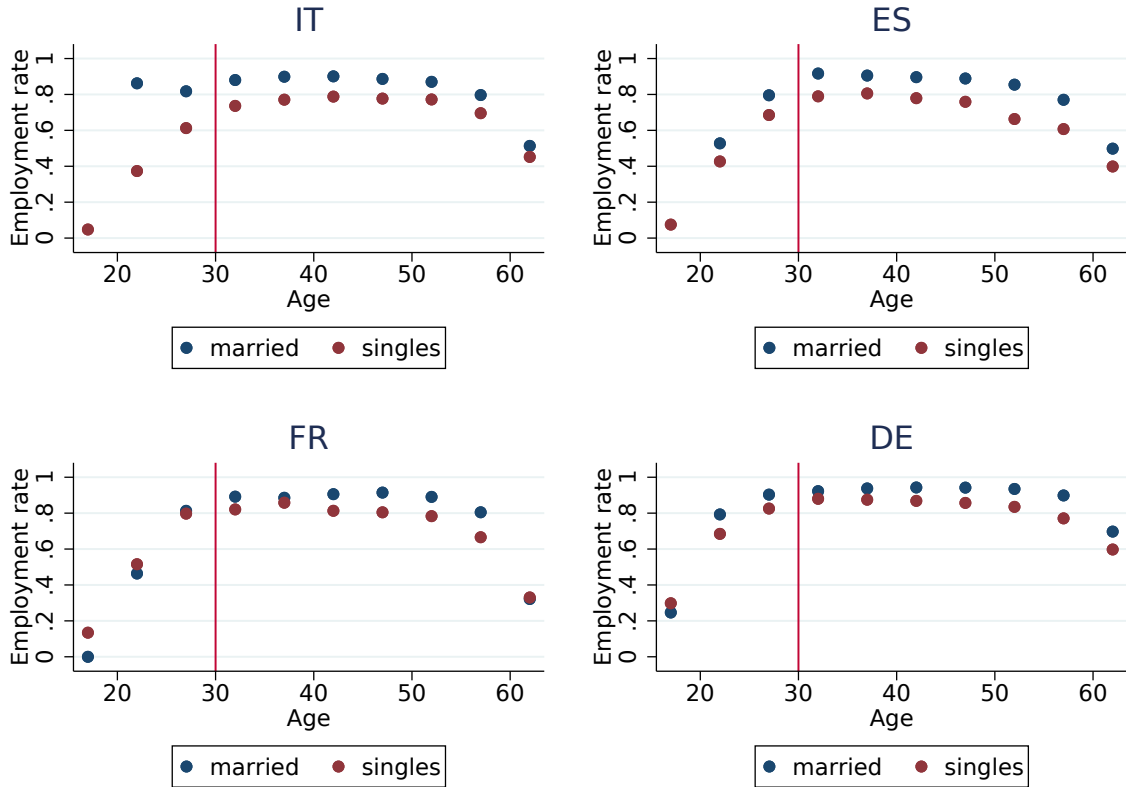 IT
Employment rate
0 .2 .4 .6 .8 1
20 30 40 50 60
Age
married singles
ES
Employment rate
0 .2 .4 .6 .8 1
20 30 40 50 60
Age
married singles
FR
Employment rate
0 .2 .4 .6 .8 1
20 30 40 50 60
Age
married singles
DE
Employment rate
0 .2 .4 .6 .8 1
20 30 40 50 60
Age
married singles